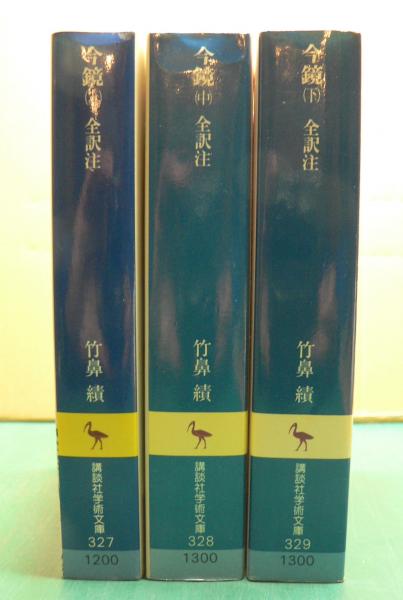 今鏡(上) 全訳注
竹鼻 績
講談社学術文庫
327
1200
今鏡(中) 全訳注
竹鼻 績
講談社学術文庫
328
1300
今鏡(下) 全訳注
竹鼻 績
講談社学術文庫
329
1300